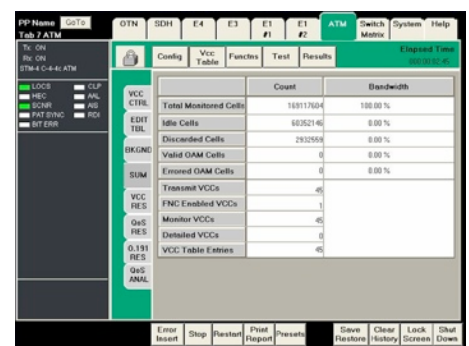 PP Name GoTo
Tab 7 ATM
OTN SDH E4 E3 E1 #1 E1 #2 ATM Switch Matrix System Help
Tx: ON
Rx: ON
STM-4 C-4-4c ATM
Config Vcc Table Functns Test Results
Elapsed Time
LOCS CLP
HEC AAL
SCNR AIS
PAT SYNC RDI
BIT ERR
VCC CTRL
EDIT TBL
BKGND
SUM
VCC RES
QoS RES
O.191 RES
QoS ANAL
Count Bandwidth
Total Monitored Cells 169117604 100.00 %
Idle Cells 60352146 0.00 %
Discarded Cells 2932559 0.00 %
Valid OAM Cells 0 0.00 %
Errored OAM Cells 0 0.00 %
Transmit VCCs 45
FNC Enabled VCCs 1
Monitor VCCs 45
Detailed VCCs 0
VCC Table Entries 45
Error Insert Stop Restart Print Report Presets Save Restore Clear History Lock Screen Shut Down